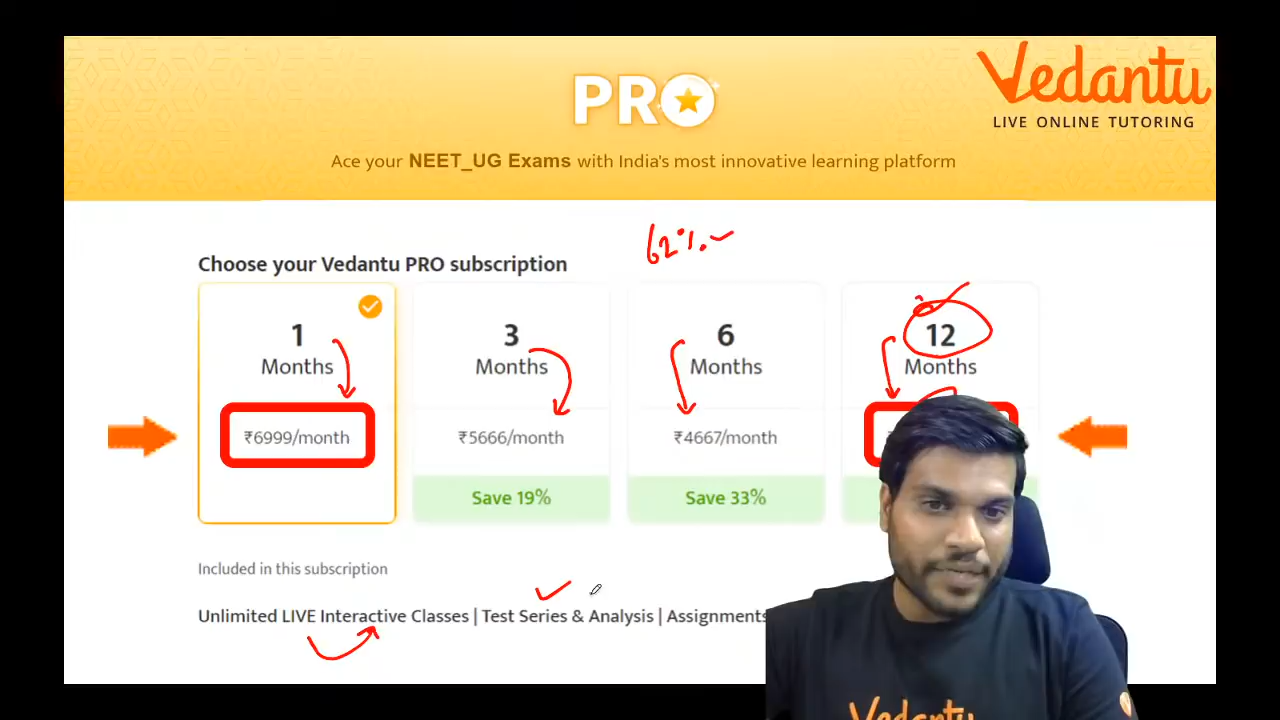 PRO
Vedantu
LIVE ONLINE TUTORING
Ace your NEET_UG Exams with India's most innovative learning platform
62%
Choose your Vedantu PRO subscription
1
Months
₹6999/month
3
Months
₹5666/month
Save 19%
6
Months
₹4667/month
Save 33%
12
Months
Included in this subscription
Unlimited LIVE Interactive Classes | Test Series & Analysis | Assignments
Vedantu